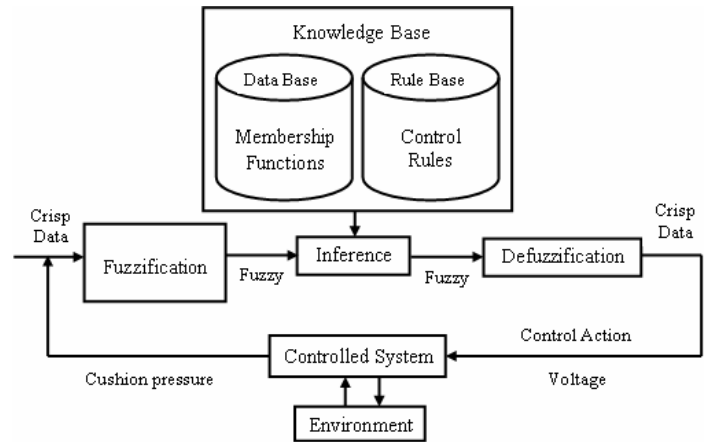 Knowledge Base
Data Base
Rule Base
Membership
Functions
Control
Rules
Crisp
Data
Crisp
Data
Fuzzification
Fuzzy
Inference
Fuzzy
Defuzzification
Control Action
Controlled System
Cushion pressure
Voltage
Environment